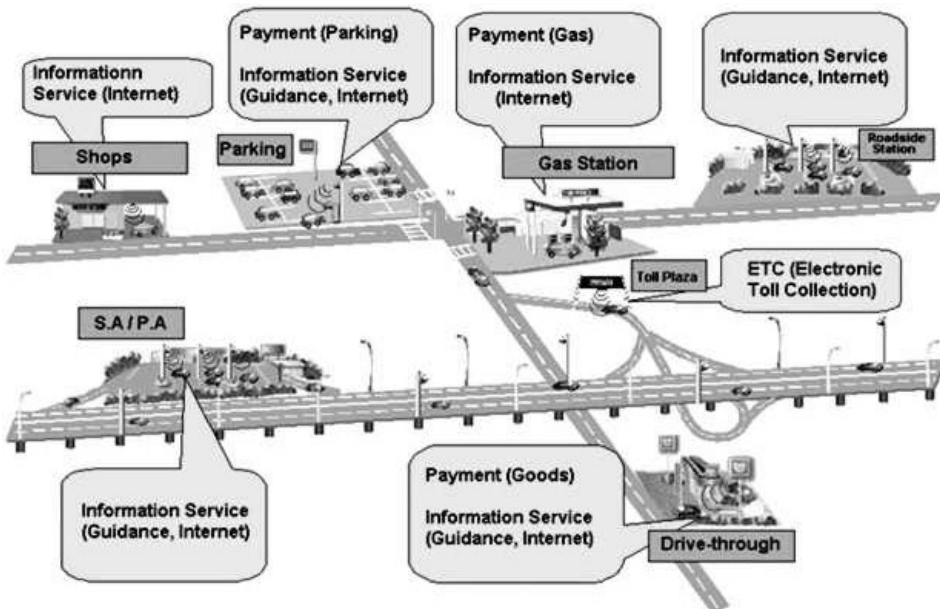 Informationn
Service (Internet)
Shops
Payment (Parking)
Information Service
(Guidance, Internet)
Parking
Payment (Gas)
Information Service
(Internet)
Gas Station
Information Service
(Guidance, Internet)
Roadside
Station
Toll Plaza
ETC (Electronic
Toll Collection)
S.A / P.A
Information Service
(Guidance, Internet)
Payment (Goods)
Information Service
(Guidance, Internet)
Drive-through